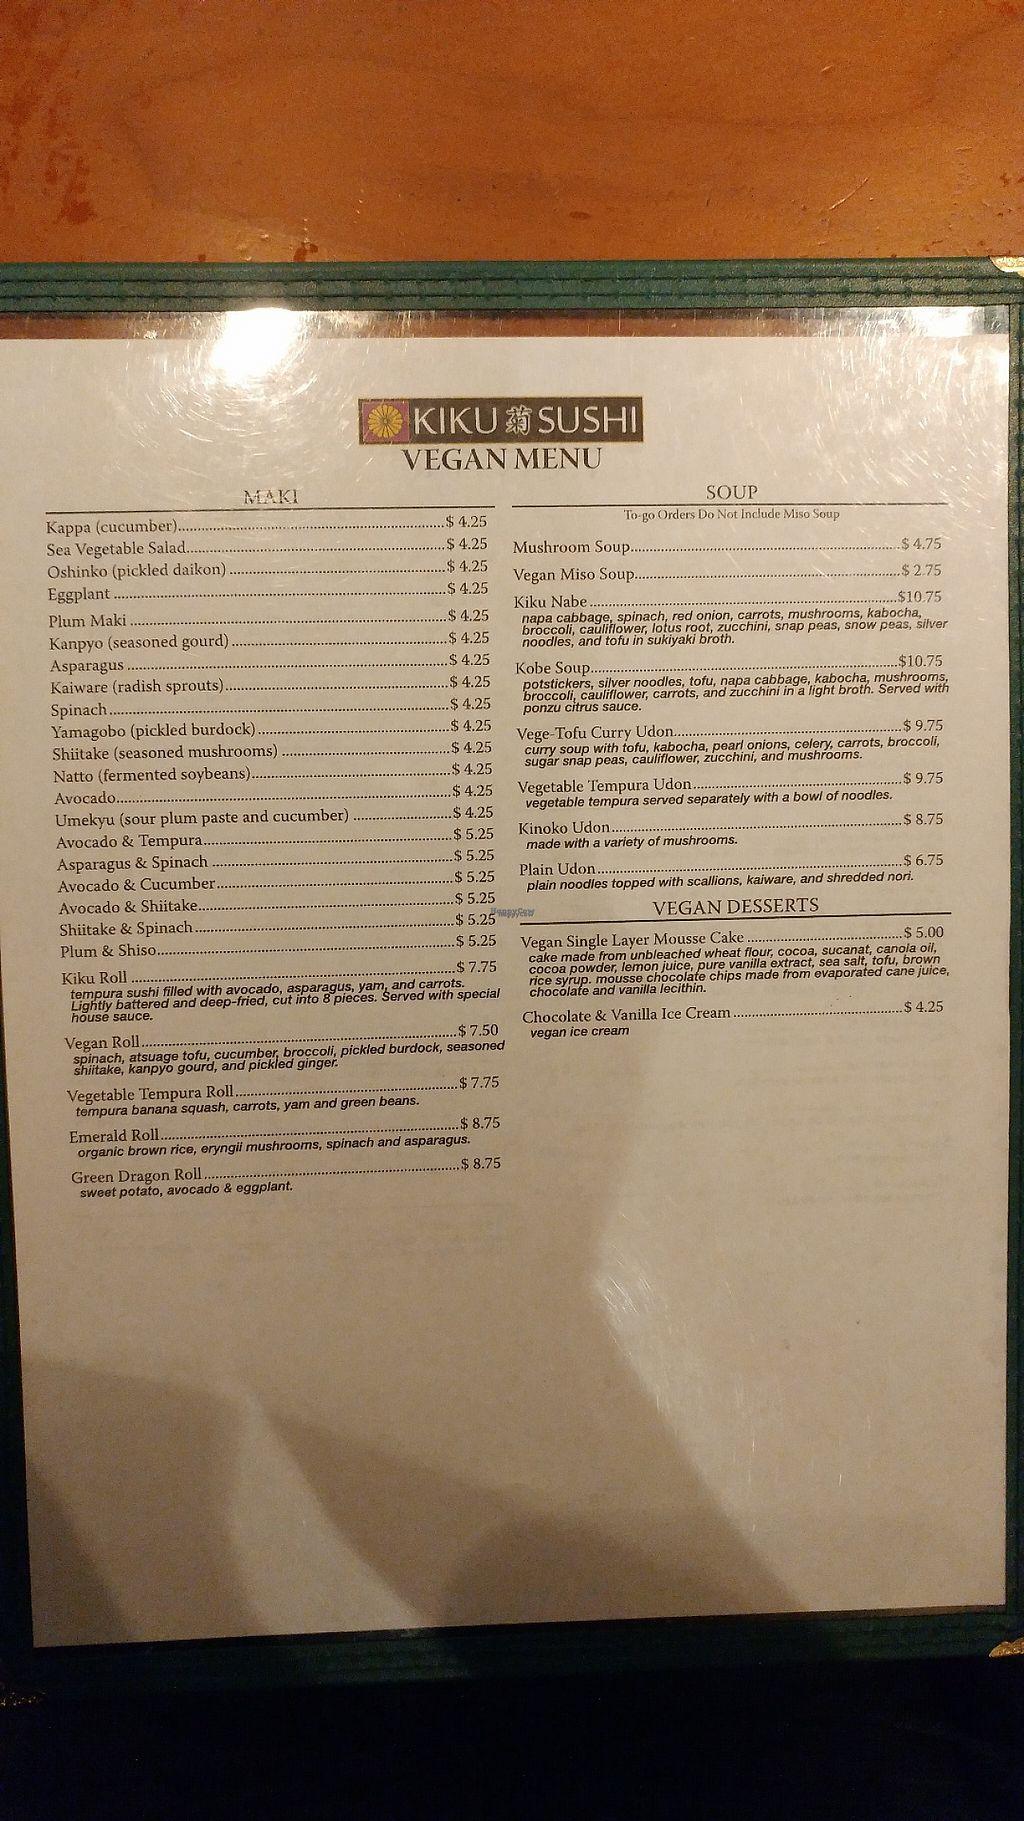 KIKU 菊 SUSHI
VEGAN MENU
MAKI
Kappa (cucumber) $ 4.25
Sea Vegetable Salad $ 4.25
Oshinko (pickled daikon) $ 4.25
Eggplant $ 4.25
Plum Maki $ 4.25
Kanpyo (seasoned gourd) $ 4.25
Asparagus $ 4.25
Kaiware (radish sprouts) $ 4.25
Spinach $ 4.25
Yamagobo (pickled burdock) $ 4.25
Shiitake (seasoned mushrooms) $ 4.25
Natto (fermented soybeans) $ 4.25
Avocado $ 4.25
Umekyu (sour plum paste and cucumber) $ 4.25
Avocado & Tempura $ 5.25
Asparagus & Spinach $ 5.25
Avocado & Cucumber $ 5.25
Avocado & Shiitake $ 5.25
Shiitake & Spinach $ 5.25
Plum & Shiso $ 5.25
Kiku Roll $ 7.75
tempura sushi filled with avocado, asparagus, yam, and carrots.
Lightly battered and deep-fried, cut into 8 pieces. Served with special
house sauce.
Vegan Roll $ 7.50
spinach, atsuage tofu, cucumber, broccoli, pickled burdock, seasoned
shiitake, kanpyo gourd, and pickled ginger.
Vegetable Tempura Roll $ 7.75
tempura banana squash, carrots, yam and green beans.
Emerald Roll $ 8.75
organic brown rice, eryngii mushrooms, spinach and asparagus.
Green Dragon Roll $ 8.75
sweet potato, avocado & eggplant.
SOUP
To-go Orders Do Not Include Miso Soup
Mushroom Soup $ 4.75
Vegan Miso Soup $ 2.75
Kiku Nabe $10.75
napa cabbage, spinach, red onion, carrots, mushrooms, kabocha,
broccoli, cauliflower, lotus root, zucchini, snap peas, snow peas, silver
noodles, and tofu in sukiyaki broth.
Kobe Soup $10.75
potstickers, silver noodles, tofu, napa cabbage, kabocha, mushrooms,
broccoli, cauliflower, carrots, and zucchini in a light broth. Served with
ponzu citrus sauce.
Vege-Tofu Curry Udon $ 9.75
curry soup with tofu, kabocha, pearl onions, celery, carrots, broccoli,
sugar snap peas, cauliflower, zucchini, and mushrooms.
Vegetable Tempura Udon $ 9.75
vegetable tempura served separately with a bowl of noodles.
Kinoko Udon $ 8.75
made with a variety of mushrooms.
Plain Udon $ 6.75
plain noodles topped with scallions, kaiware, and shredded nori.
VEGAN DESSERTS
Vegan Single Layer Mousse Cake $ 5.00
cake made from unbleached wheat flour, cocoa, sucanat, canola oil,
cocoa powder, lemon juice, pure vanilla extract, sea salt, tofu, brown
rice syrup. mousse chocolate chips made from evaporated cane juice,
chocolate and vanilla lecithin.
Chocolate & Vanilla Ice Cream $ 4.25
vegan ice cream
HappyCow